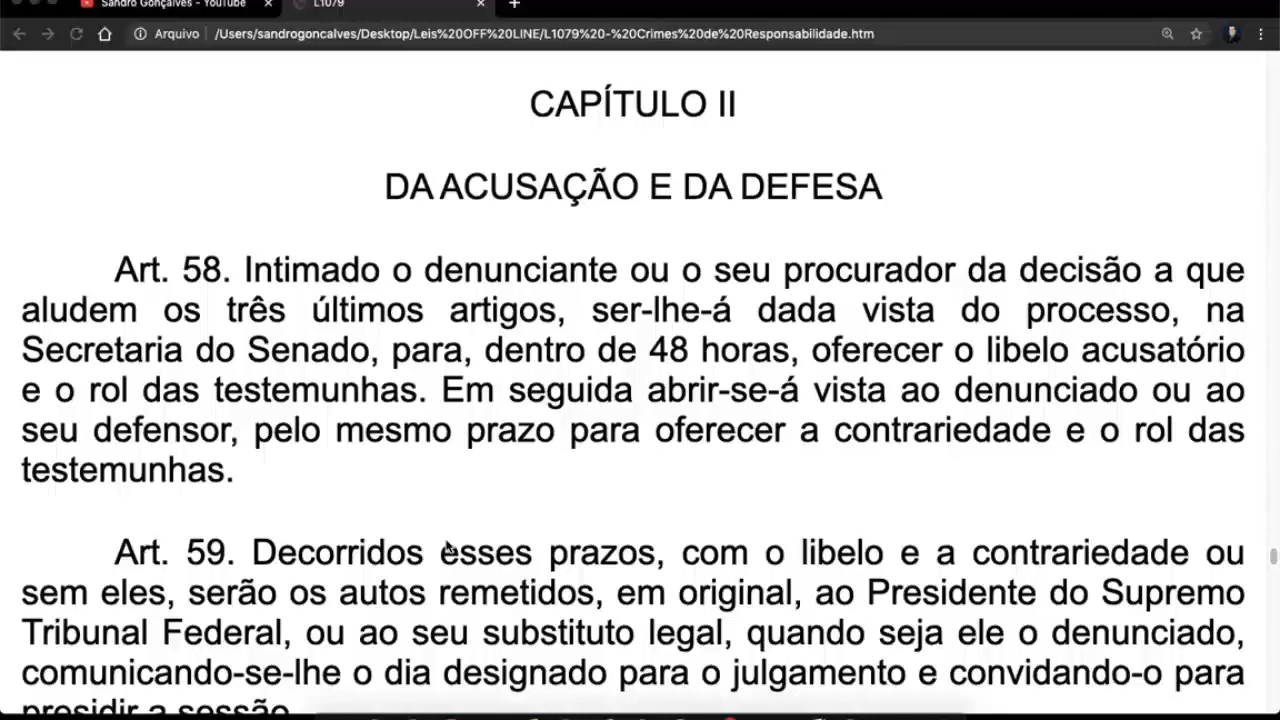 Sandro Gonçalves - YouTube
L1079
Arquivo
/Users/sandrogoncalves/Desktop/Leis%20OFF%20LINE/L1079%20-%20Crimes%20de%20Responsabilidade.htm
CAPÍTULO II
DA ACUSAÇÃO E DA DEFESA
Art. 58. Intimado o denunciante ou o seu procurador da decisão a que
aludem os três últimos artigos, ser-lhe-á dada vista do processo, na
Secretaria do Senado, para, dentro de 48 horas, oferecer o libelo acusatório
e o rol das testemunhas. Em seguida abrir-se-á vista ao denunciado ou ao
seu defensor, pelo mesmo prazo para oferecer a contrariedade e o rol das
testemunhas.
Art. 59. Decorridos esses prazos, com o libelo e a contrariedade ou
sem eles, serão os autos remetidos, em original, ao Presidente do Supremo
Tribunal Federal, ou ao seu substituto legal, quando seja ele o denunciado,
comunicando-se-lhe o dia designado para o julgamento e convidando-o para
presidir a sessão.